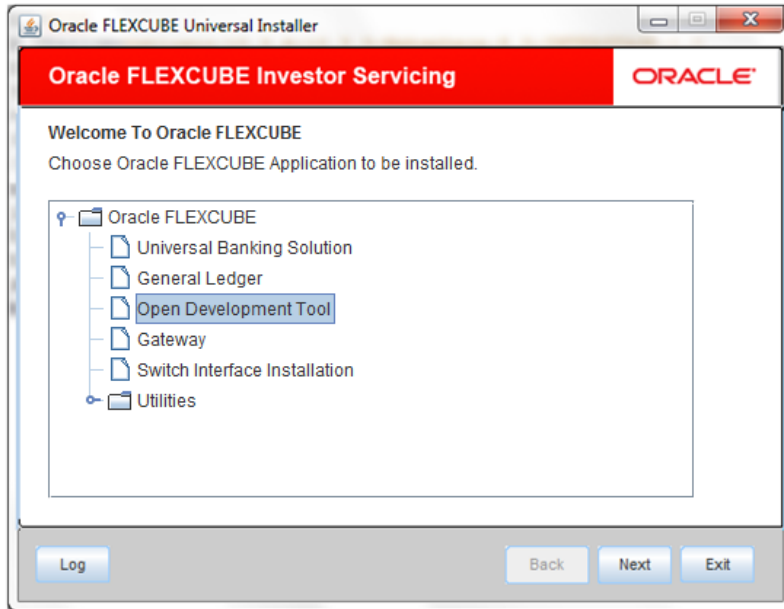 Oracle FLEXCUBE Universal Installer
Oracle FLEXCUBE Investor Servicing
ORACLE
Welcome To Oracle FLEXCUBE
Choose Oracle FLEXCUBE Application to be installed.
Oracle FLEXCUBE
Universal Banking Solution
General Ledger
Open Development Tool
Gateway
Switch Interface Installation
Utilities
Log Back Next Exit